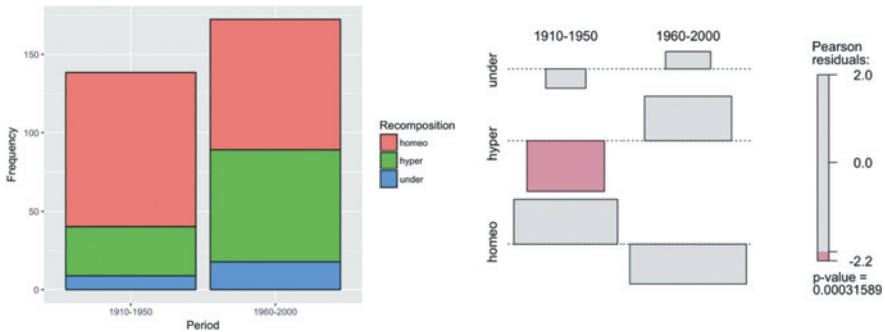 Frequency
150
100
50
0
1910-1950
1960-2000
Period
Recomposition
homeo
hyper
under
1910-1950
1960-2000
under
hyper
homeo
Pearson
residuals:
2.0
0.0
-2.2
p-value =
0.00031589